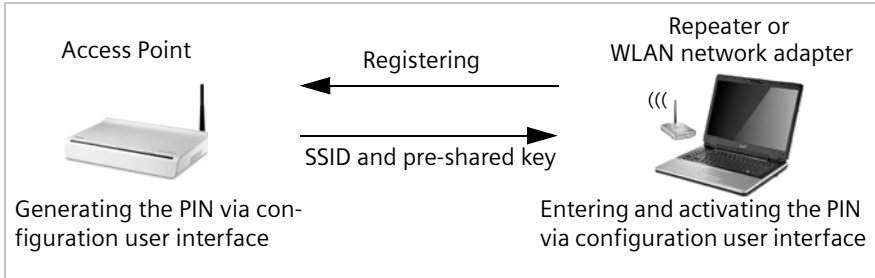 Access Point
Repeater or
WLAN network adapter
Registering
SSID and pre-shared key
Generating the PIN via con-
figuration user interface
Entering and activating the PIN
via configuration user interface